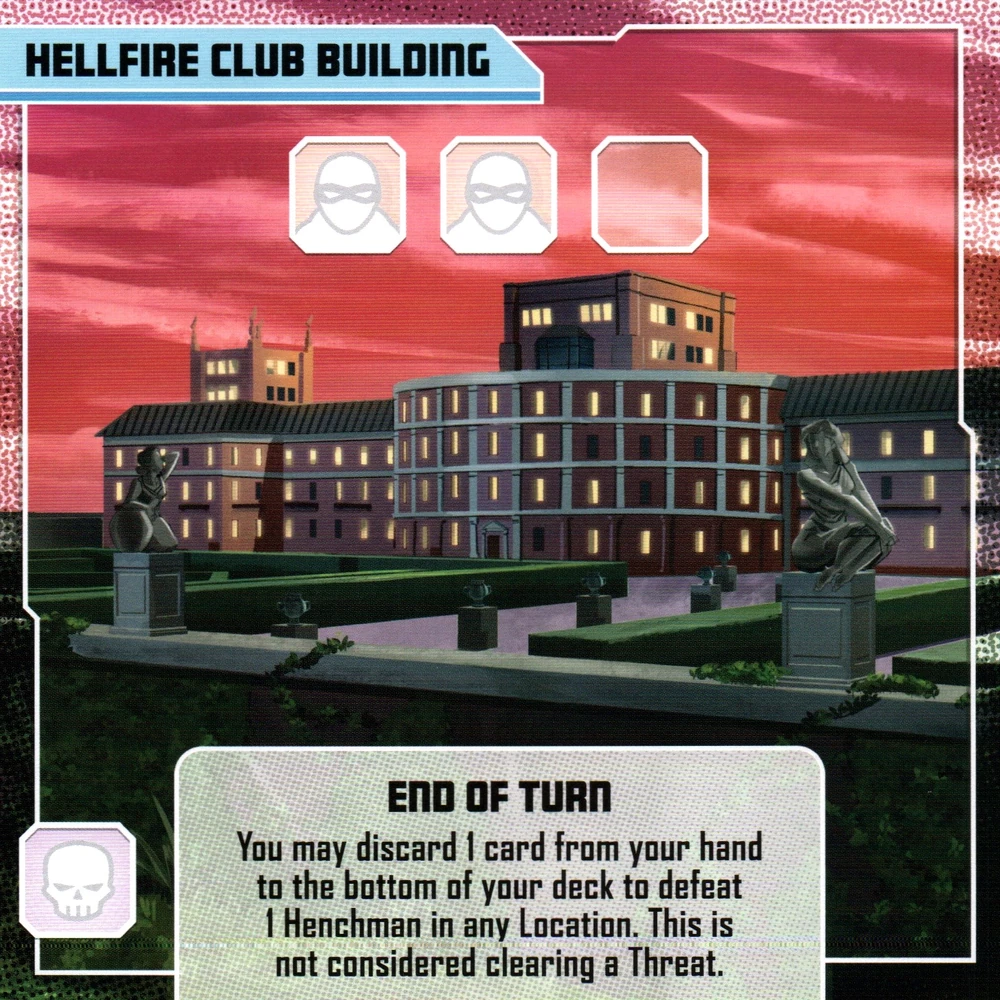 HELLFIRE CLUB BUILDING
END OF TURN
You may discard 1 card from your hand
to the bottom of your deck to defeat
1 Henchman in any Location. This is
not considered clearing a Threat.